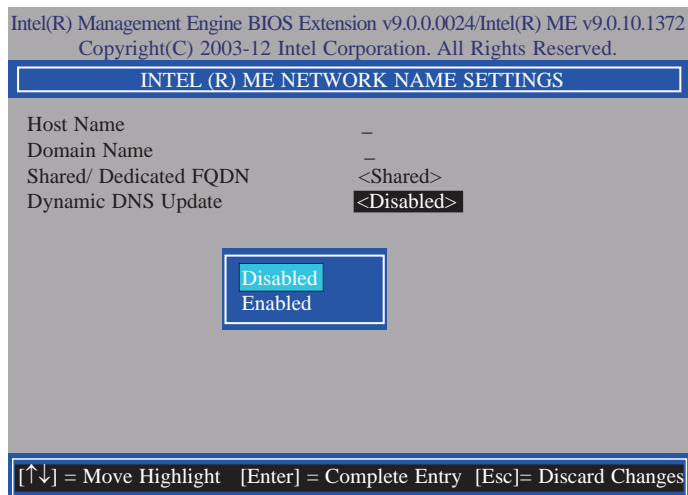 Intel(R) Management Engine BIOS Extension v9.0.0.0024/Intel(R) ME v9.0.10.1372
Copyright(C) 2003-12 Intel Corporation. All Rights Reserved.
INTEL (R) ME NETWORK NAME SETTINGS
Host Name _
Domain Name _
Shared/ Dedicated FQDN <Shared>
Dynamic DNS Update <Disabled>
Disabled
Enabled
[↑↓] = Move Highlight [Enter] = Complete Entry [Esc]= Discard Changes